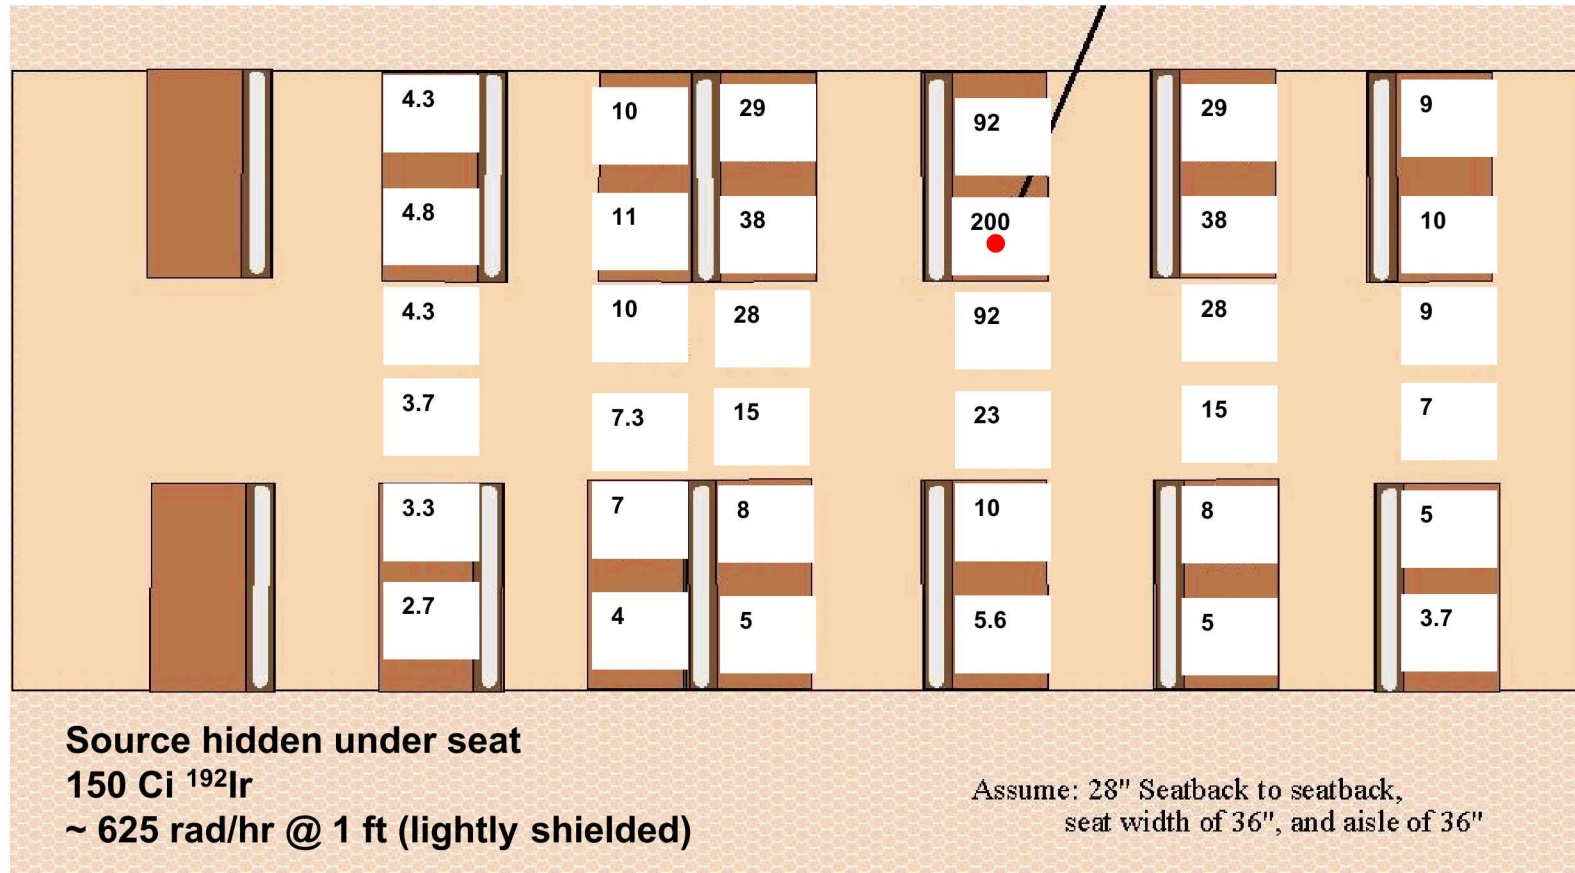 4.3 10 29 92 29 9
4.8 11 38 200 38 10
4.3 10 28 92 28 9
3.7 7.3 15 23 15 7
3.3 7 8 10 8 5
2.7 4 5 5.6 5 3.7
Source hidden under seat
150 Ci ¹⁹²Ir
~ 625 rad/hr @ 1 ft (lightly shielded)
Assume: 28" Seatback to seatback,
seat width of 36", and aisle of 36"